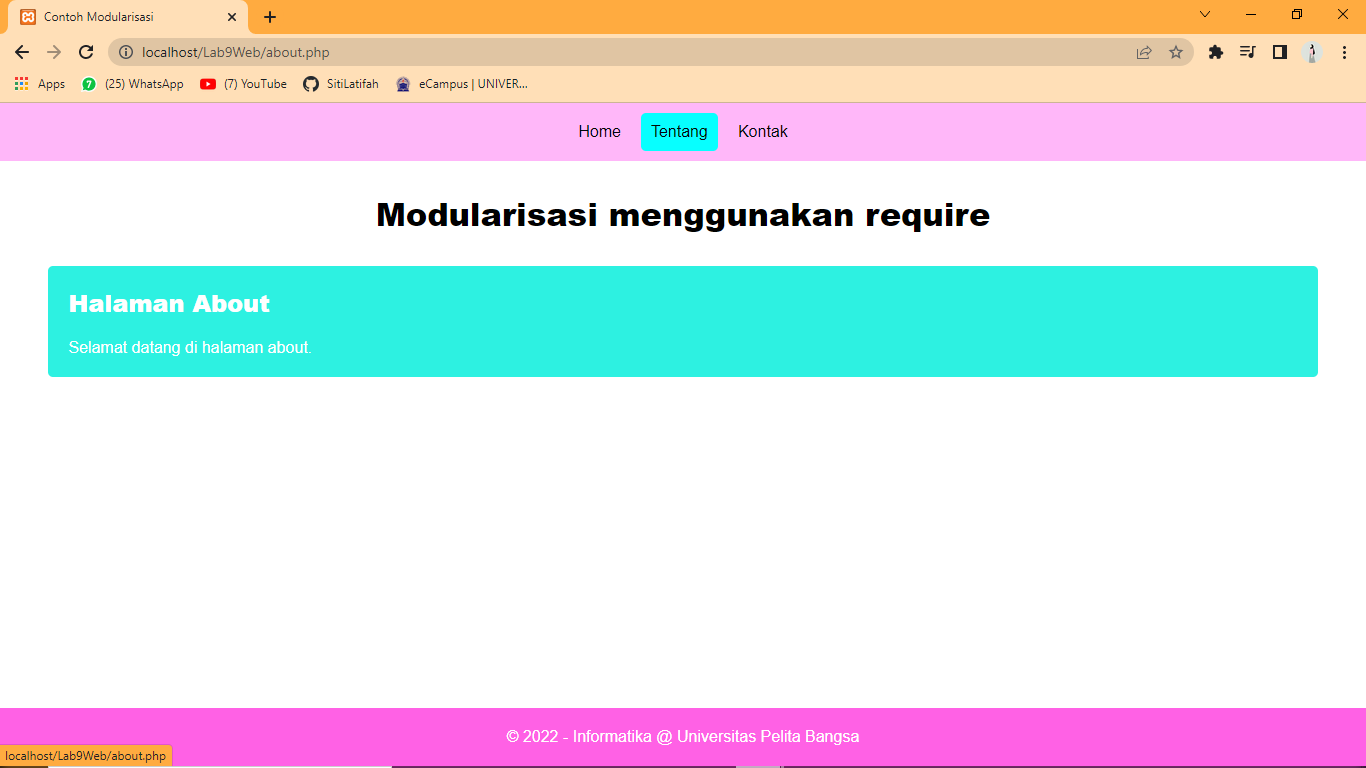 Contoh Modularisasi
localhost/Lab9Web/about.php
Apps (25) WhatsApp (7) YouTube SitiLatifah eCampus | UNIVER...
Home Tentang Kontak
Modularisasi menggunakan require
Halaman About
Selamat datang di halaman about.
© 2022 - Informatika @ Universitas Pelita Bangsa
localhost/Lab9Web/about.php